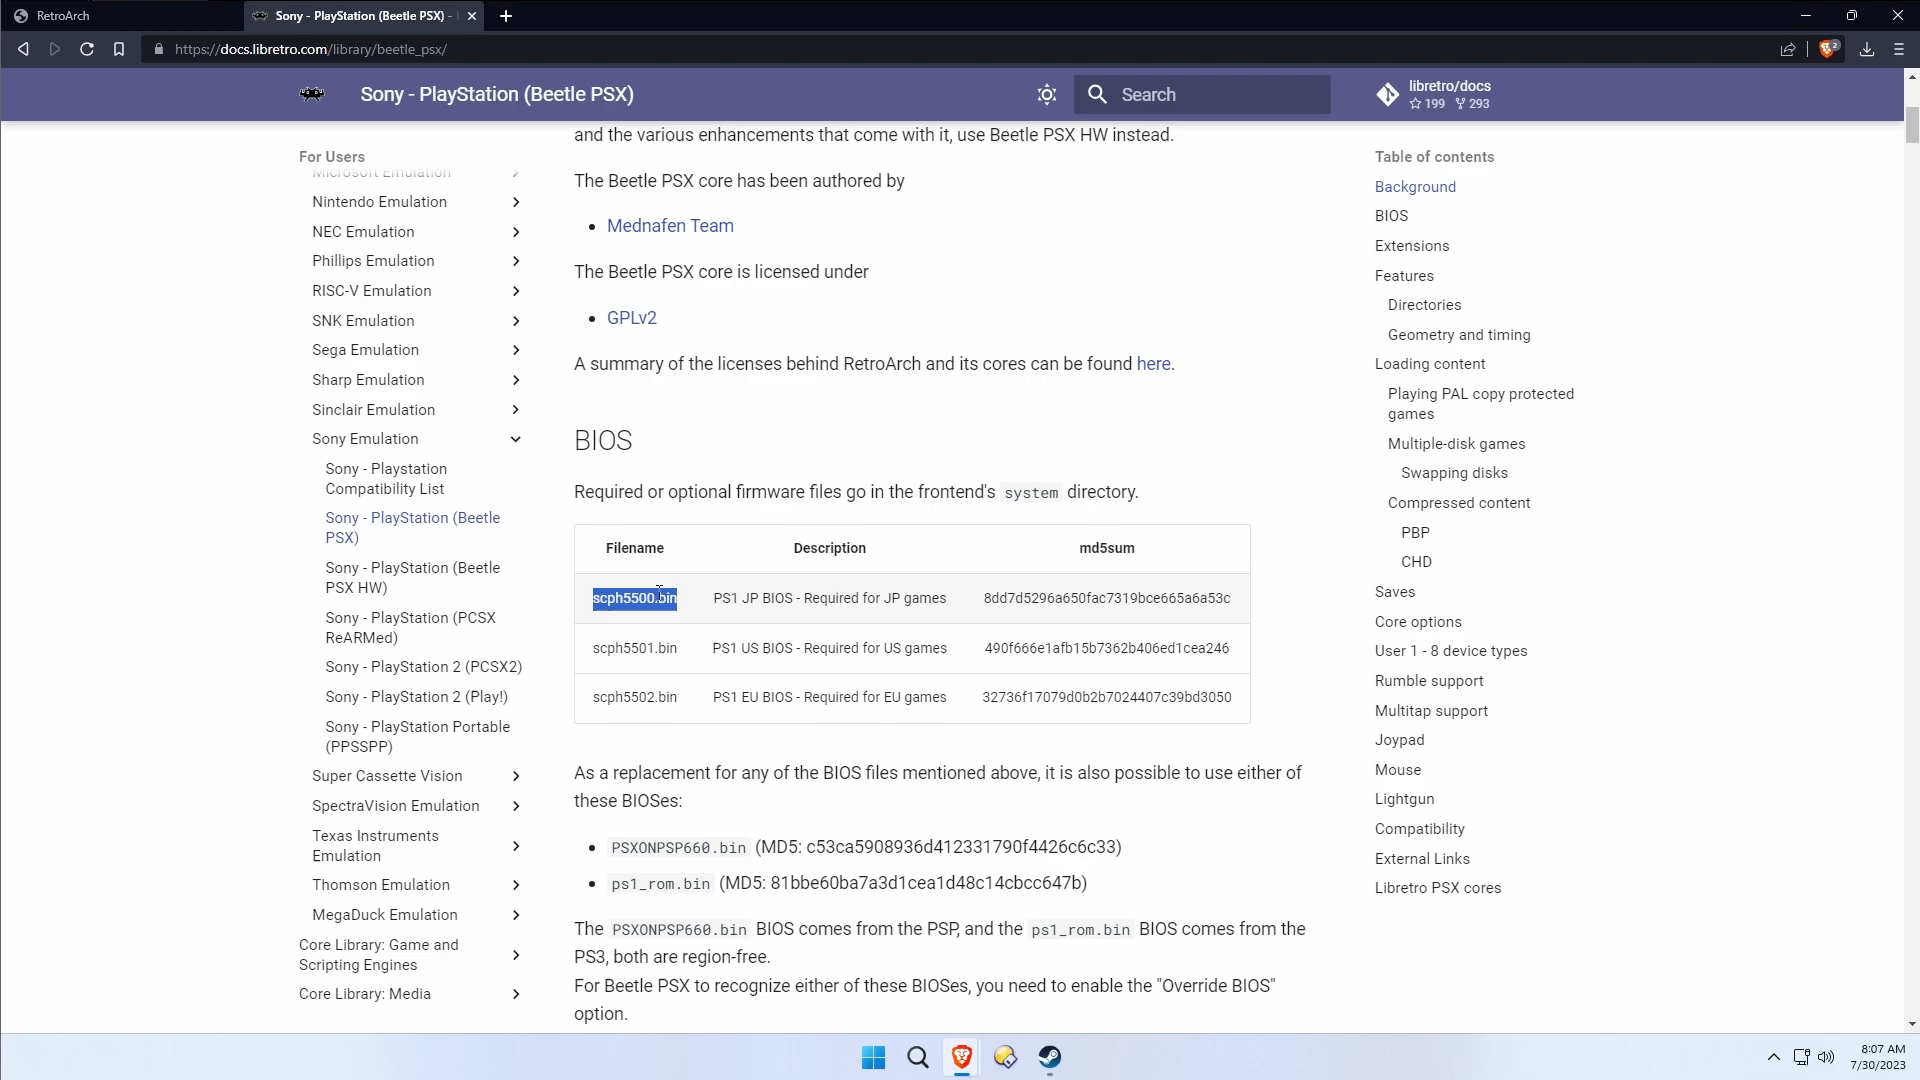 RetroArch
Sony - PlayStation (Beetle PSX) -
https://docs.libretro.com/library/beetle_psx/
2
Sony - PlayStation (Beetle PSX)
Search
libretro/docs
199 293
For Users
Microsoft Emulation
Nintendo Emulation
NEC Emulation
Phillips Emulation
RISC-V Emulation
SNK Emulation
Sega Emulation
Sharp Emulation
Sinclair Emulation
Sony Emulation
Sony - Playstation
Compatibility List
Sony - PlayStation (Beetle
PSX)
Sony - PlayStation (Beetle
PSX HW)
Sony - PlayStation (PCSX
ReARMed)
Sony - PlayStation 2 (PCSX2)
Sony - PlayStation 2 (Play!)
Sony - PlayStation Portable
(PPSSPP)
Super Cassette Vision
SpectraVision Emulation
Texas Instruments
Emulation
Thomson Emulation
MegaDuck Emulation
Core Library: Game and
Scripting Engines
Core Library: Media
and the various enhancements that come with it, use Beetle PSX HW instead.
The Beetle PSX core has been authored by
• Mednafen Team
The Beetle PSX core is licensed under
• GPLv2
A summary of the licenses behind RetroArch and its cores can be found here.
BIOS
Required or optional firmware files go in the frontend's system directory.
Filename Description md5sum
scph5500.bin PS1 JP BIOS - Required for JP games 8dd7d5296a650fac7319bce665a6a53c
scph5501.bin PS1 US BIOS - Required for US games 490f666e1afb15b7362b406ed1cea246
scph5502.bin PS1 EU BIOS - Required for EU games 32736f17079d0b2b7024407c39bd3050
As a replacement for any of the BIOS files mentioned above, it is also possible to use either of
these BIOSes:
• PSXONPSP660.bin (MD5: c53ca5908936d412331790f4426c6c33)
• ps1_rom.bin (MD5: 81bbe60ba7a3d1cea1d48c14cbcc647b)
The PSXONPSP660.bin BIOS comes from the PSP, and the ps1_rom.bin BIOS comes from the
PS3, both are region-free.
For Beetle PSX to recognize either of these BIOSes, you need to enable the "Override BIOS"
option.
Table of contents
Background
BIOS
Extensions
Features
Directories
Geometry and timing
Loading content
Playing PAL copy protected
games
Multiple-disk games
Swapping disks
Compressed content
PBP
CHD
Saves
Core options
User 1 - 8 device types
Rumble support
Multitap support
Joypad
Mouse
Lightgun
Compatibility
External Links
Libretro PSX cores
8:07 AM
7/30/2023